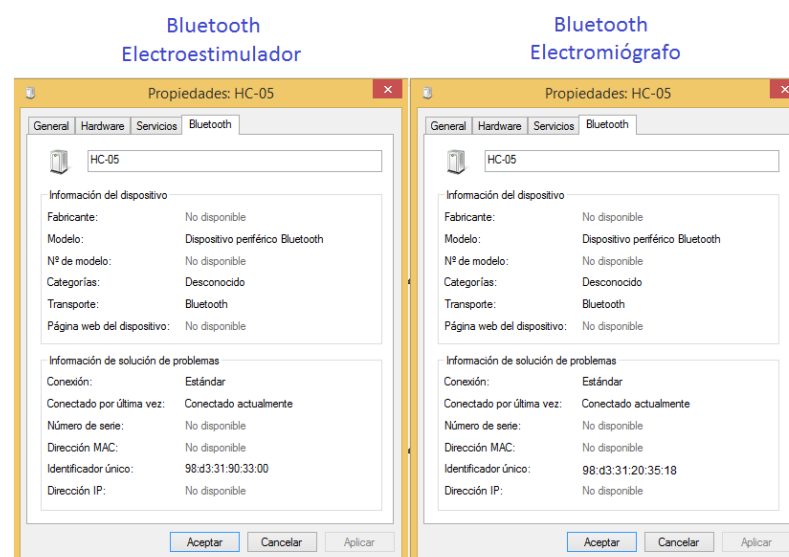 Bluetooth
Electroestimulador
Propiedades: HC-05
General Hardware Servicios Bluetooth
HC-05
Información del dispositivo
Fabricante: No disponible
Modelo: Dispositivo periférico Bluetooth
Nº de modelo: No disponible
Categorías: Desconocido
Transporte: Bluetooth
Página web del dispositivo: No disponible
Información de solución de problemas
Conexión: Estándar
Conectado por última vez: Conectado actualmente
Número de serie: No disponible
Dirección MAC: No disponible
Identificador único: 98:d3:31:90:33:00
Dirección IP: No disponible
Aceptar Cancelar Aplicar
Bluetooth
Electromiógrafo
Propiedades: HC-05
General Hardware Servicios Bluetooth
HC-05
Información del dispositivo
Fabricante: No disponible
Modelo: Dispositivo periférico Bluetooth
Nº de modelo: No disponible
Categorías: Desconocido
Transporte: Bluetooth
Página web del dispositivo: No disponible
Información de solución de problemas
Conexión: Estándar
Conectado por última vez: Conectado actualmente
Número de serie: No disponible
Dirección MAC: No disponible
Identificador único: 98:d3:31:20:35:18
Dirección IP: No disponible
Aceptar Cancelar Aplicar